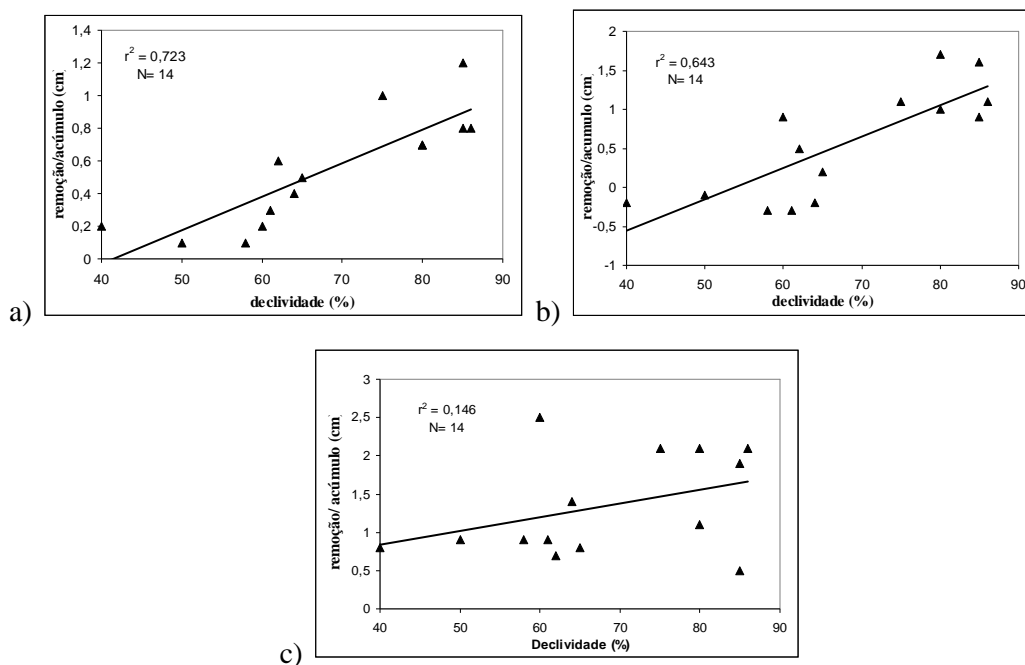 1,4
1,2
1
0,8
0,6
0,4
0,2
0
remoção/acúmulo (cm)
r² = 0,723
N= 14
40 50 60 70 80 90
declividade (%)
a)
2
1,5
1
0,5
0
-0,5
-1
remoção/acumulo (cm)
r² = 0,643
N= 14
40 50 60 70 80 90
declividade (%)
b)
3
2,5
2
1,5
1
0,5
0
remoção/ acúmulo (cm)
r² = 0,146
N= 14
40 50 60 70 80 90
Declividade (%)
c)